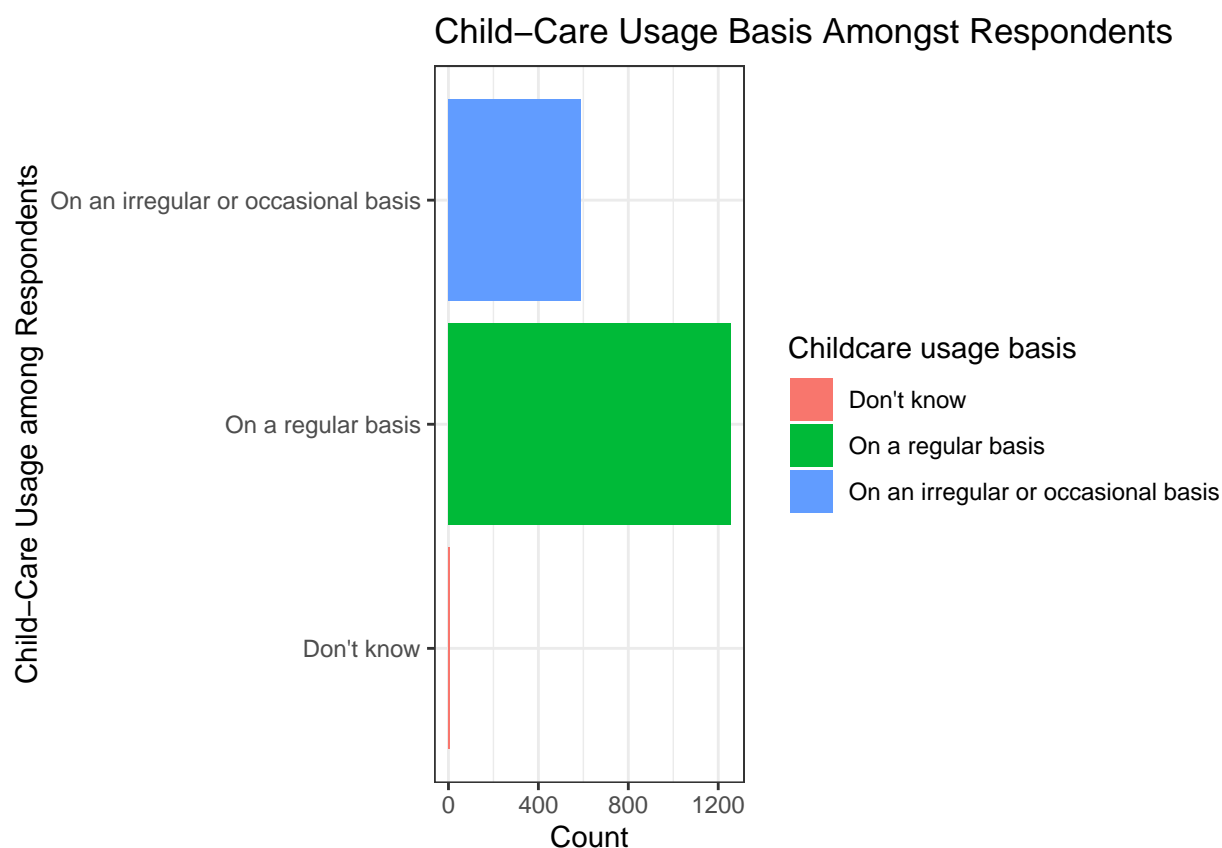 Child−Care Usage Basis Amongst Respondents
Child−Care Usage among Respondents
On an irregular or occasional basis
On a regular basis
Don't know
0 400 800 1200
Count
Childcare usage basis
Don't know
On a regular basis
On an irregular or occasional basis